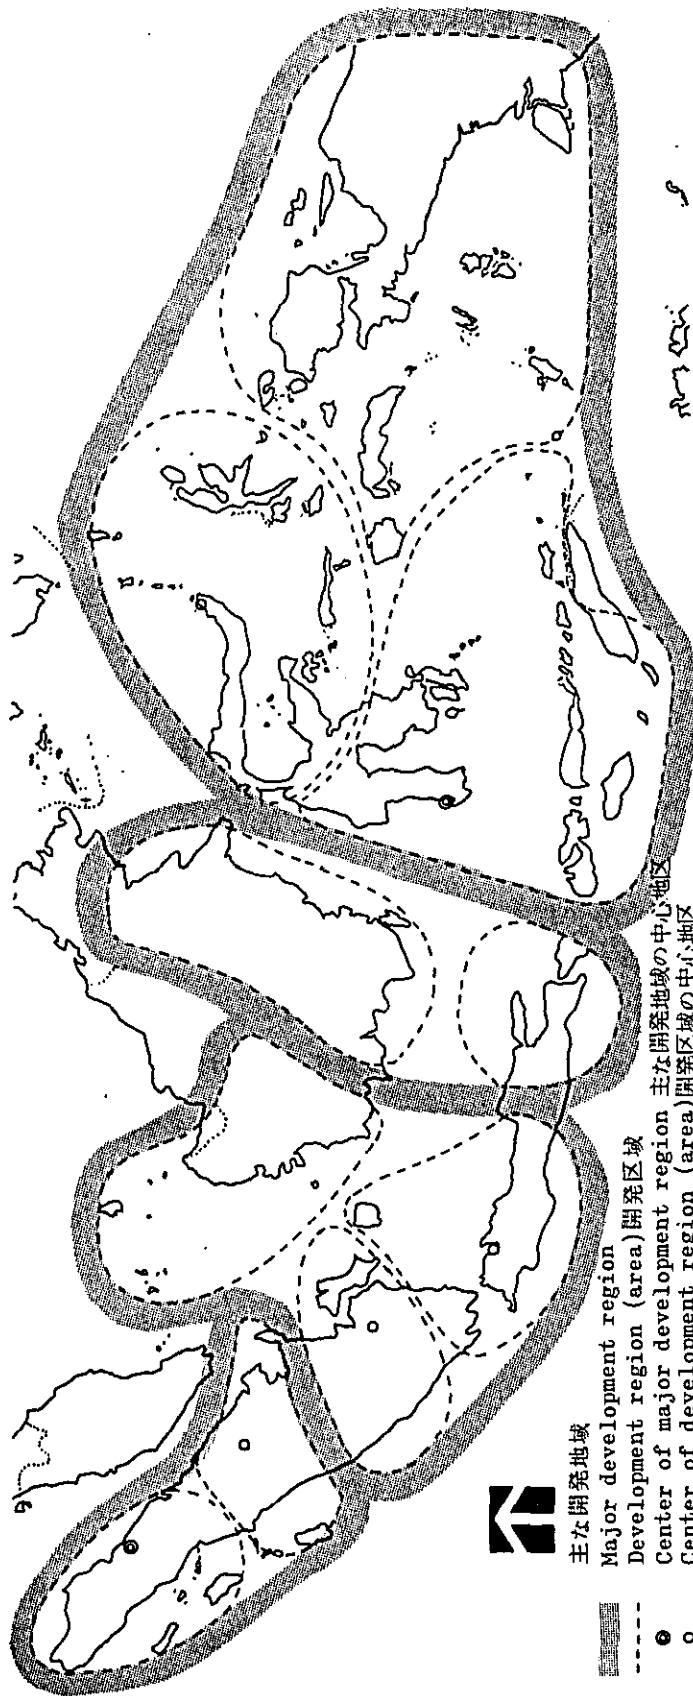 主な開発地域
Major development region
Development region (area)開発区域
Center of major development region 主な開発地域の中心地区
Center of development region (area)開発区域の中心地区